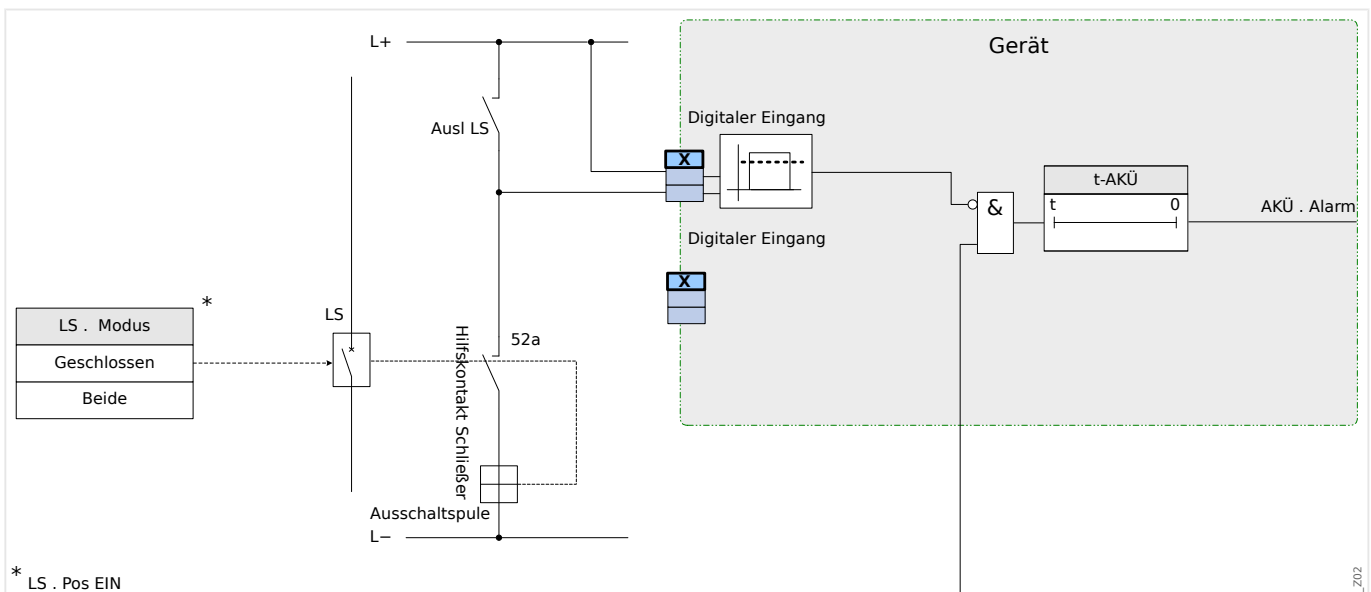 L+
Gerät
Ausl LS
Digitaler Eingang
X
t-AKÜ
t 0
&
AKÜ . Alarm
Digitaler Eingang
X
*
LS . Modus
Geschlossen
Beide
LS
52a
Hilfskontakt Schließer
Ausschaltspule
L−
* LS . Pos EIN
_Z02